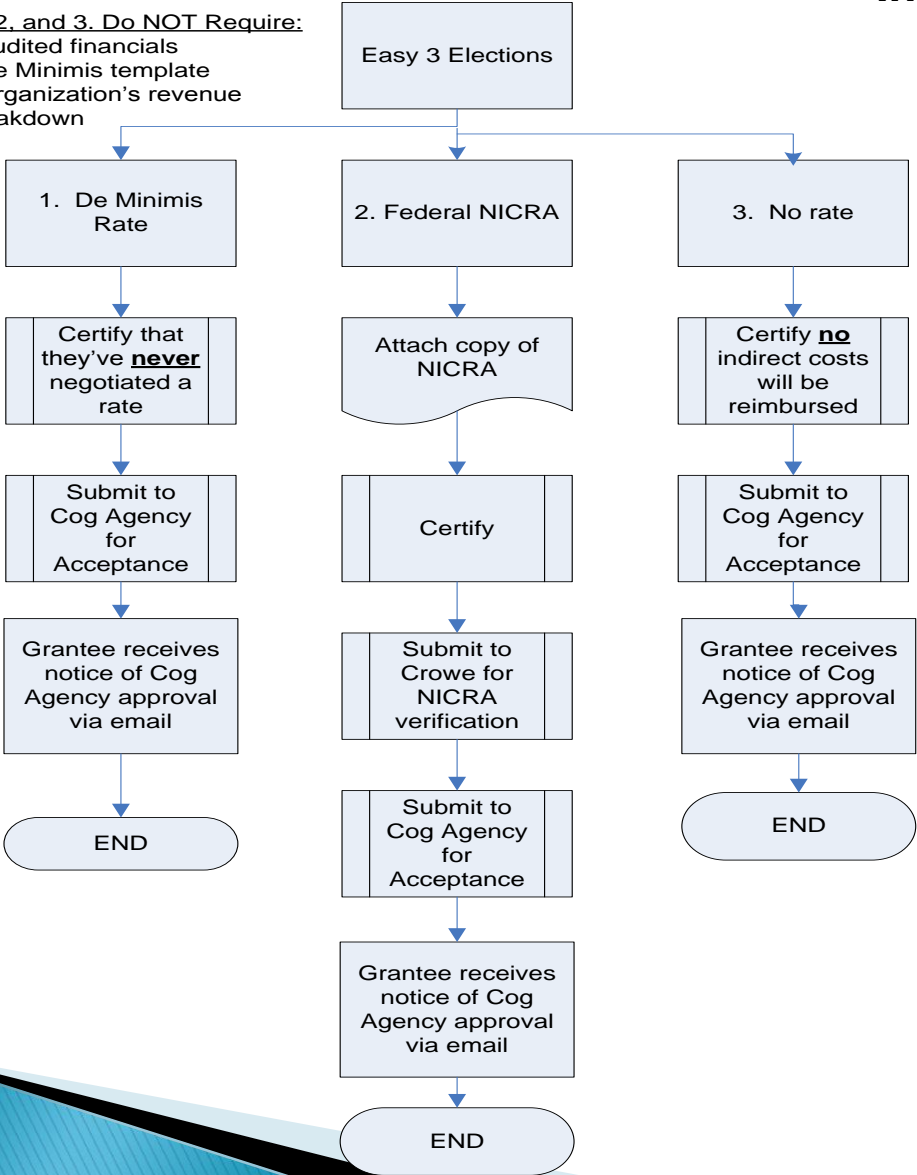 2, and 3. Do NOT Require:
udited financials
e Minimis template
rganization's revenue
akdown
Easy 3 Elections
1. De Minimis
Rate
Certify that
they've never
negotiated a
rate
Submit to
Cog Agency
for
Acceptance
Grantee receives
notice of Cog
Agency approval
via email
END
2. Federal NICRA
Attach copy of
NICRA
Certify
Submit to
Crowe for
NICRA
verification
Submit to
Cog Agency
for
Acceptance
Grantee receives
notice of Cog
Agency approval
via email
END
3. No rate
Certify no
indirect costs
will be
reimbursed
Submit to
Cog Agency
for
Acceptance
Grantee receives
notice of Cog
Agency approval
via email
END